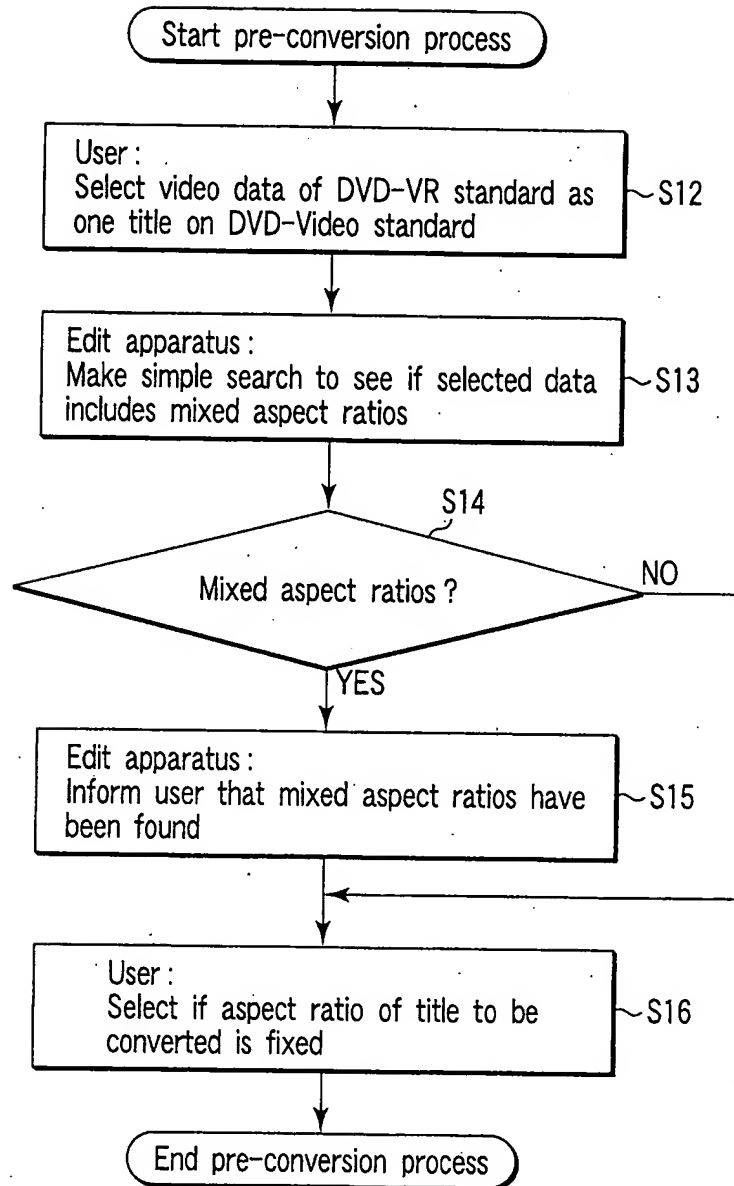 Start pre-conversion process
User:
Select video data of DVD-VR standard as
one title on DVD-Video standard
S12
Edit apparatus:
Make simple search to see if selected data
includes mixed aspect ratios
S13
S14
Mixed aspect ratios?
NO
YES
Edit apparatus:
Inform user that mixed aspect ratios have
been found
S15
User:
Select if aspect ratio of title to be
converted is fixed
S16
End pre-conversion process